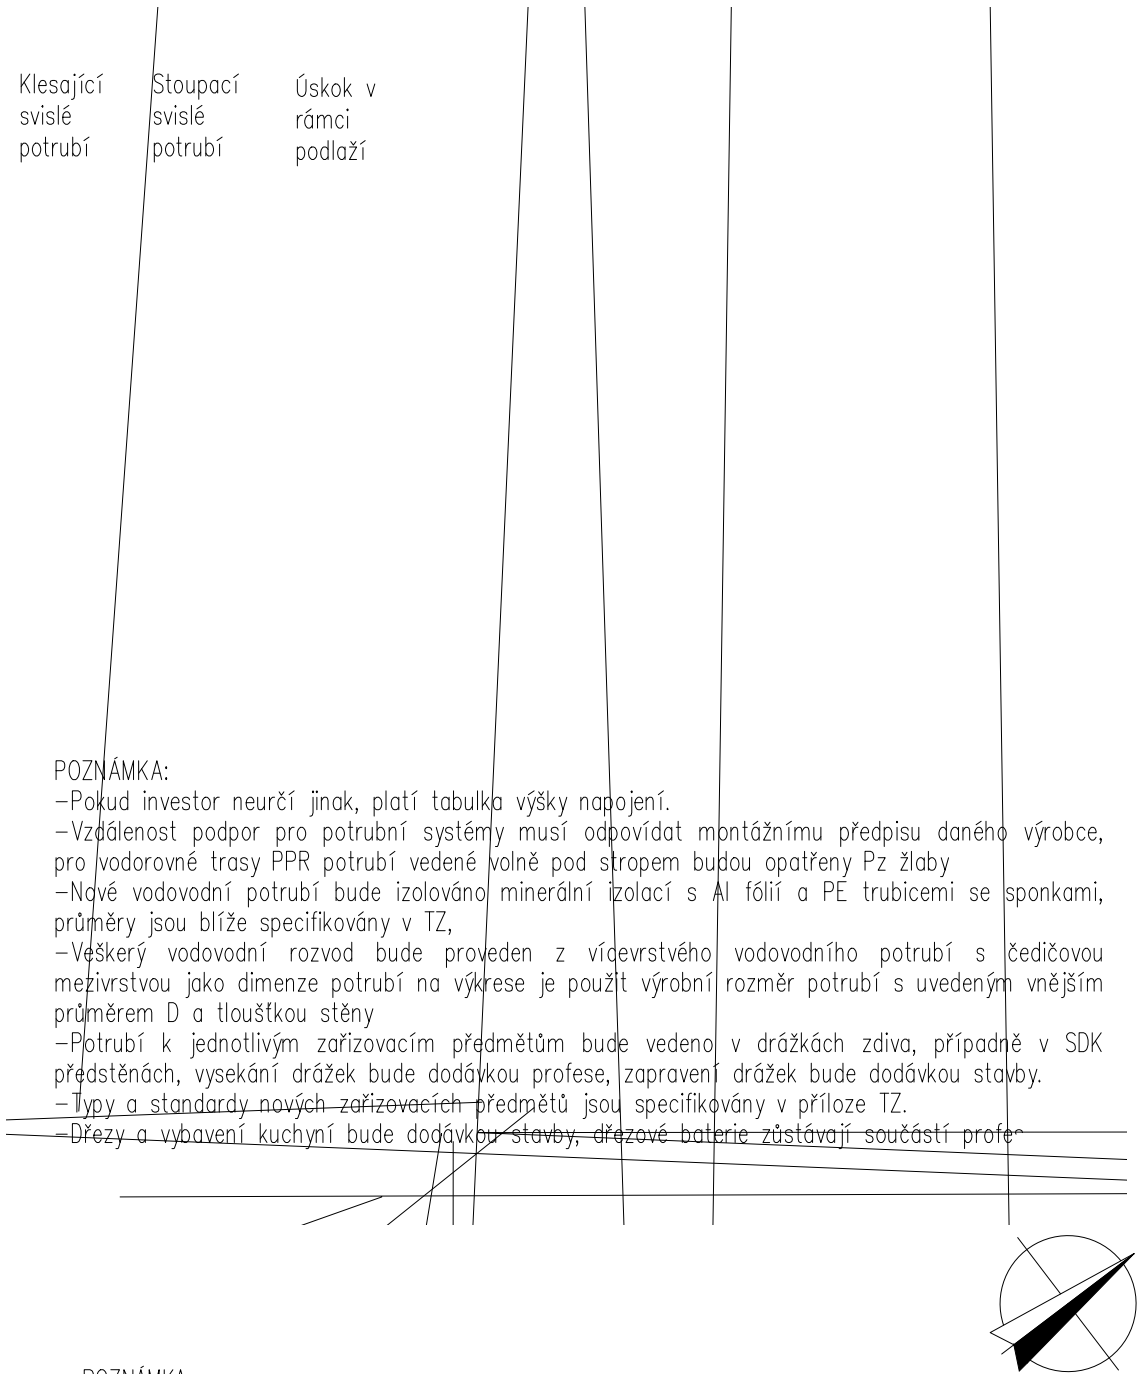 Klesající
svislé
potrubí
Stoupací
svislé
potrubí
Úskok v
rámci
podlaží
POZNÁMKA:
-Pokud investor neurčí jinak, platí tabulka výšky napojení.
-Vzdálenost podpor pro potrubní systémy musí odpovídat montážnímu předpisu daného výrobce,
pro vodorovné trasy PPR potrubí vedené volně pod stropem budou opatřeny Pz žlaby
-Nové vodovodní potrubí bude izolováno minerální izolací s Al fólií a PE trubicemi se sponkami,
průměry jsou blíže specifikovány v TZ,
-Veškerý vodovodní rozvod bude proveden z vícevrstvého vodovodního potrubí s čedičovou
mezivrstvou jako dimenze potrubí na výkrese je použit výrobní rozměr potrubí s uvedeným vnějším
průměrem D a tloušťkou stěny
-Potrubí k jednotlivým zařizovacím předmětům bude vedeno v drážkách zdiva, případně v SDK
předstěnách, vysekání drážek bude dodávkou profese, zapravení drážek bude dodávkou stavby.
-Typy a standardy nových zařizovacích předmětů jsou specifikovány v příloze TZ.
-Dřezy a vybavení kuchyní bude dodávkou stavby, dřezové baterie zůstávají součástí
POZNÁMKA